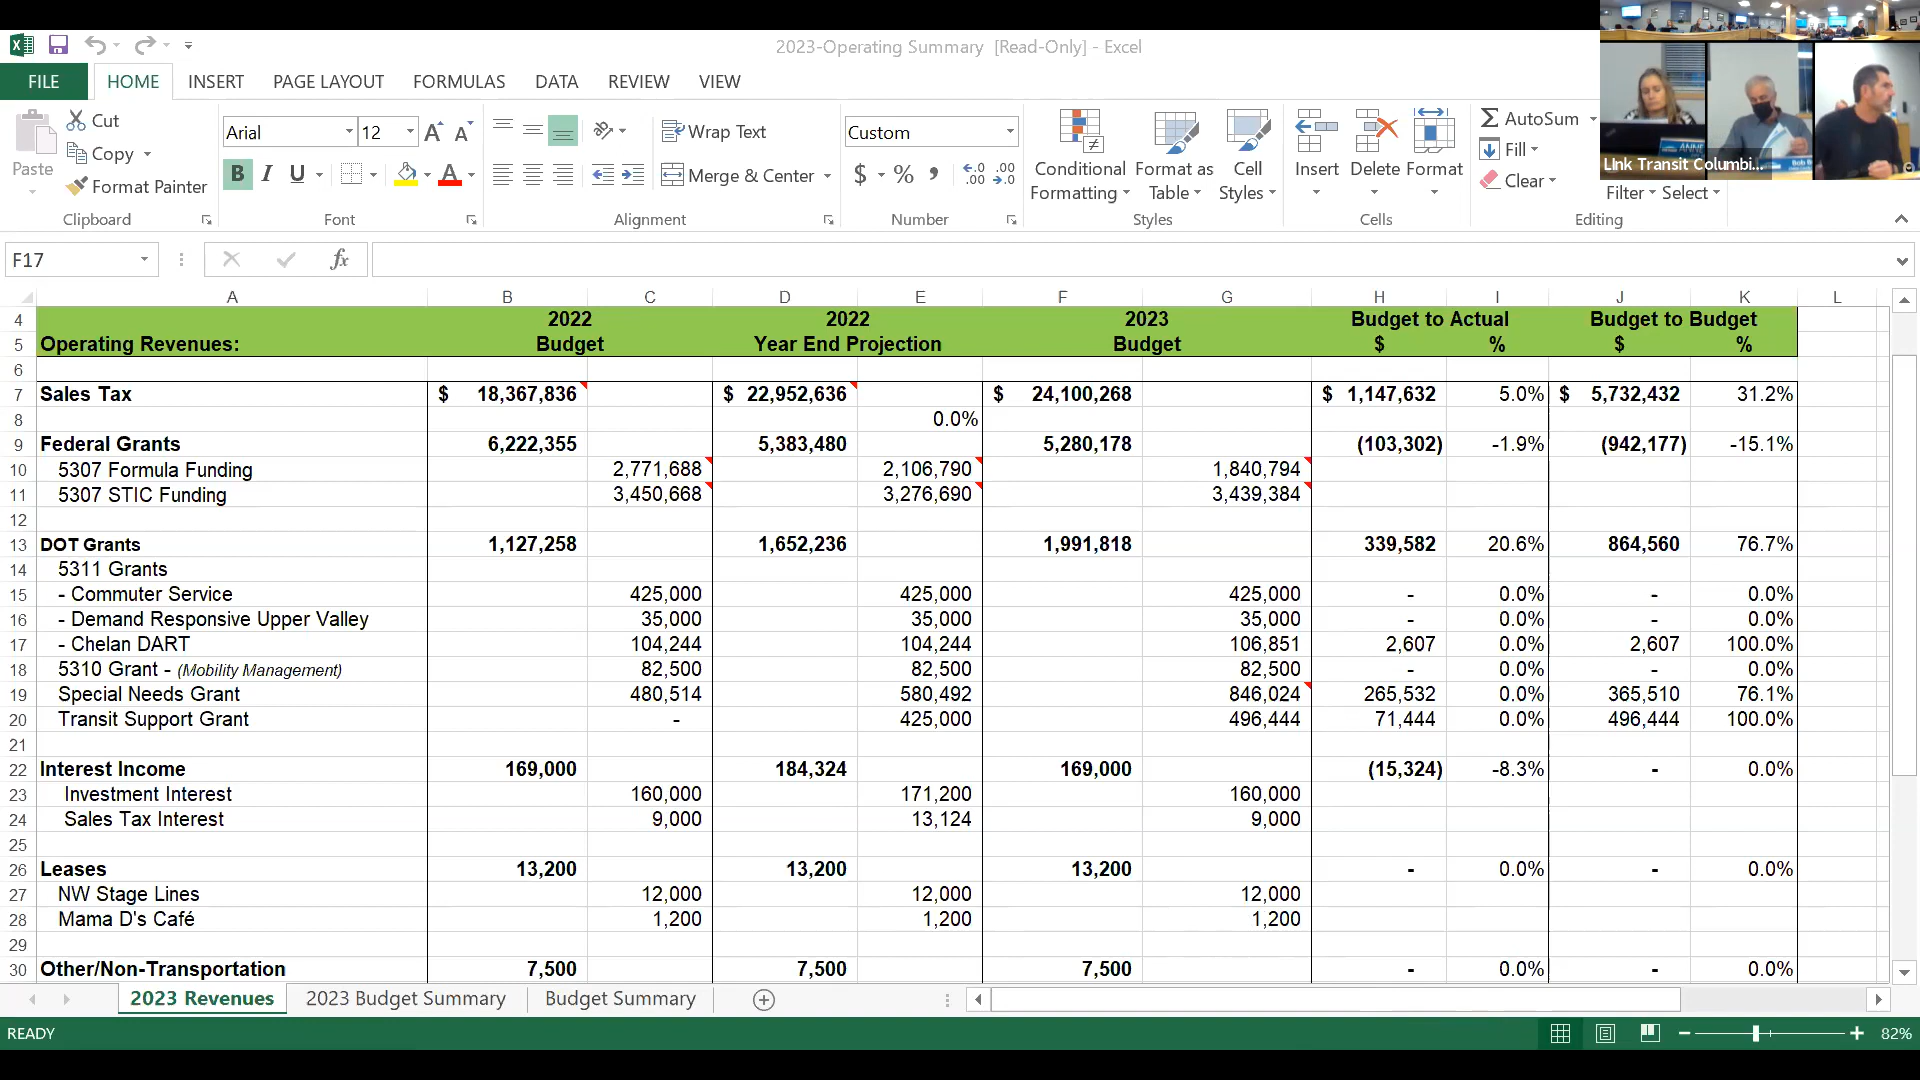 2023-Operating Summary [Read-Only] - Excel
FILE HOME INSERT PAGE LAYOUT FORMULAS DATA REVIEW VIEW
Paste Cut Copy Format Painter Clipboard
Arial 12 A A B I U A Font
Wrap Text Merge & Center Alignment
Custom $ % , .0 .00 .00 .0 Number
Conditional Formatting Format as Table Cell Styles Styles
Insert Delete Format Cells
AutoSum Fill Clear Filter Select Editing
LInk Transit Columbi...
F17 fx
A B C D E F G H I J K L
4 2022 2022 2023 Budget to Actual Budget to Budget
5 Operating Revenues: Budget Year End Projection Budget $ % $ %
6
7 Sales Tax $ 18,367,836 $ 22,952,636 $ 24,100,268 $ 1,147,632 5.0% $ 5,732,432 31.2%
8 0.0%
9 Federal Grants 6,222,355 5,383,480 5,280,178 (103,302) -1.9% (942,177) -15.1%
10 5307 Formula Funding 2,771,688 2,106,790 1,840,794
11 5307 STIC Funding 3,450,668 3,276,690 3,439,384
12
13 DOT Grants 1,127,258 1,652,236 1,991,818 339,582 20.6% 864,560 76.7%
14 5311 Grants
15 - Commuter Service 425,000 425,000 425,000 - 0.0% - 0.0%
16 - Demand Responsive Upper Valley 35,000 35,000 35,000 - 0.0% - 0.0%
17 - Chelan DART 104,244 104,244 106,851 2,607 0.0% 2,607 100.0%
18 5310 Grant - (Mobility Management) 82,500 82,500 82,500 - 0.0% - 0.0%
19 Special Needs Grant 480,514 580,492 846,024 265,532 0.0% 365,510 76.1%
20 Transit Support Grant - 425,000 496,444 71,444 0.0% 496,444 100.0%
21
22 Interest Income 169,000 184,324 169,000 (15,324) -8.3% - 0.0%
23 Investment Interest 160,000 171,200 160,000
24 Sales Tax Interest 9,000 13,124 9,000
25
26 Leases 13,200 13,200 13,200 - 0.0% - 0.0%
27 NW Stage Lines 12,000 12,000 12,000
28 Mama D's Café 1,200 1,200 1,200
29
30 Other/Non-Transportation 7,500 7,500 7,500 - 0.0% - 0.0%
2023 Revenues 2023 Budget Summary Budget Summary
READY 82%